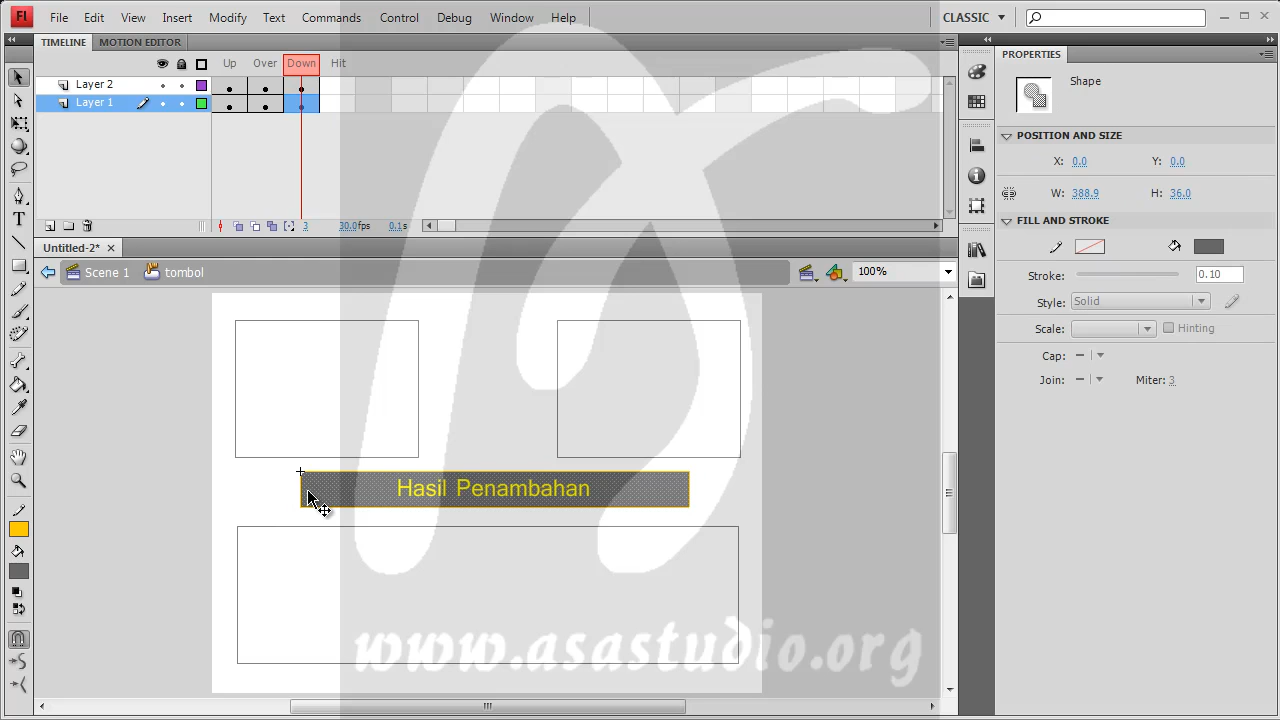 Fl File Edit View Insert Modify Text Commands Control Debug Window Help CLASSIC
TIMELINE MOTION EDITOR PROPERTIES
Up Over Down Hit
Layer 2
Layer 1
Shape
POSITION AND SIZE
X: 0.0 Y: 0.0
W: 388.9 H: 36.0
FILL AND STROKE
3 30.0fps 0.1s
Untitled-2*
Scene 1 tombol 100%
Stroke: 0.10
Style: Solid
Scale: Hinting
Cap:
Join: Miter: 3
Hasil Penambahan
www.asastudio.org